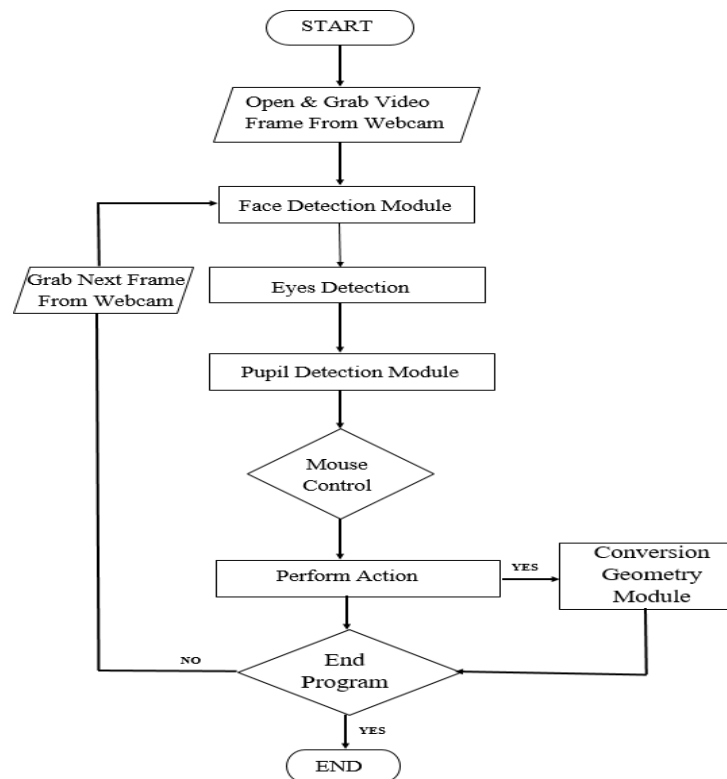 START
Open & Grab Video
Frame From Webcam
Face Detection Module
Grab Next Frame
From Webcam
Eyes Detection
Pupil Detection Module
Mouse
Control
Perform Action
YES
Conversion
Geometry
Module
End
Program
NO
YES
END